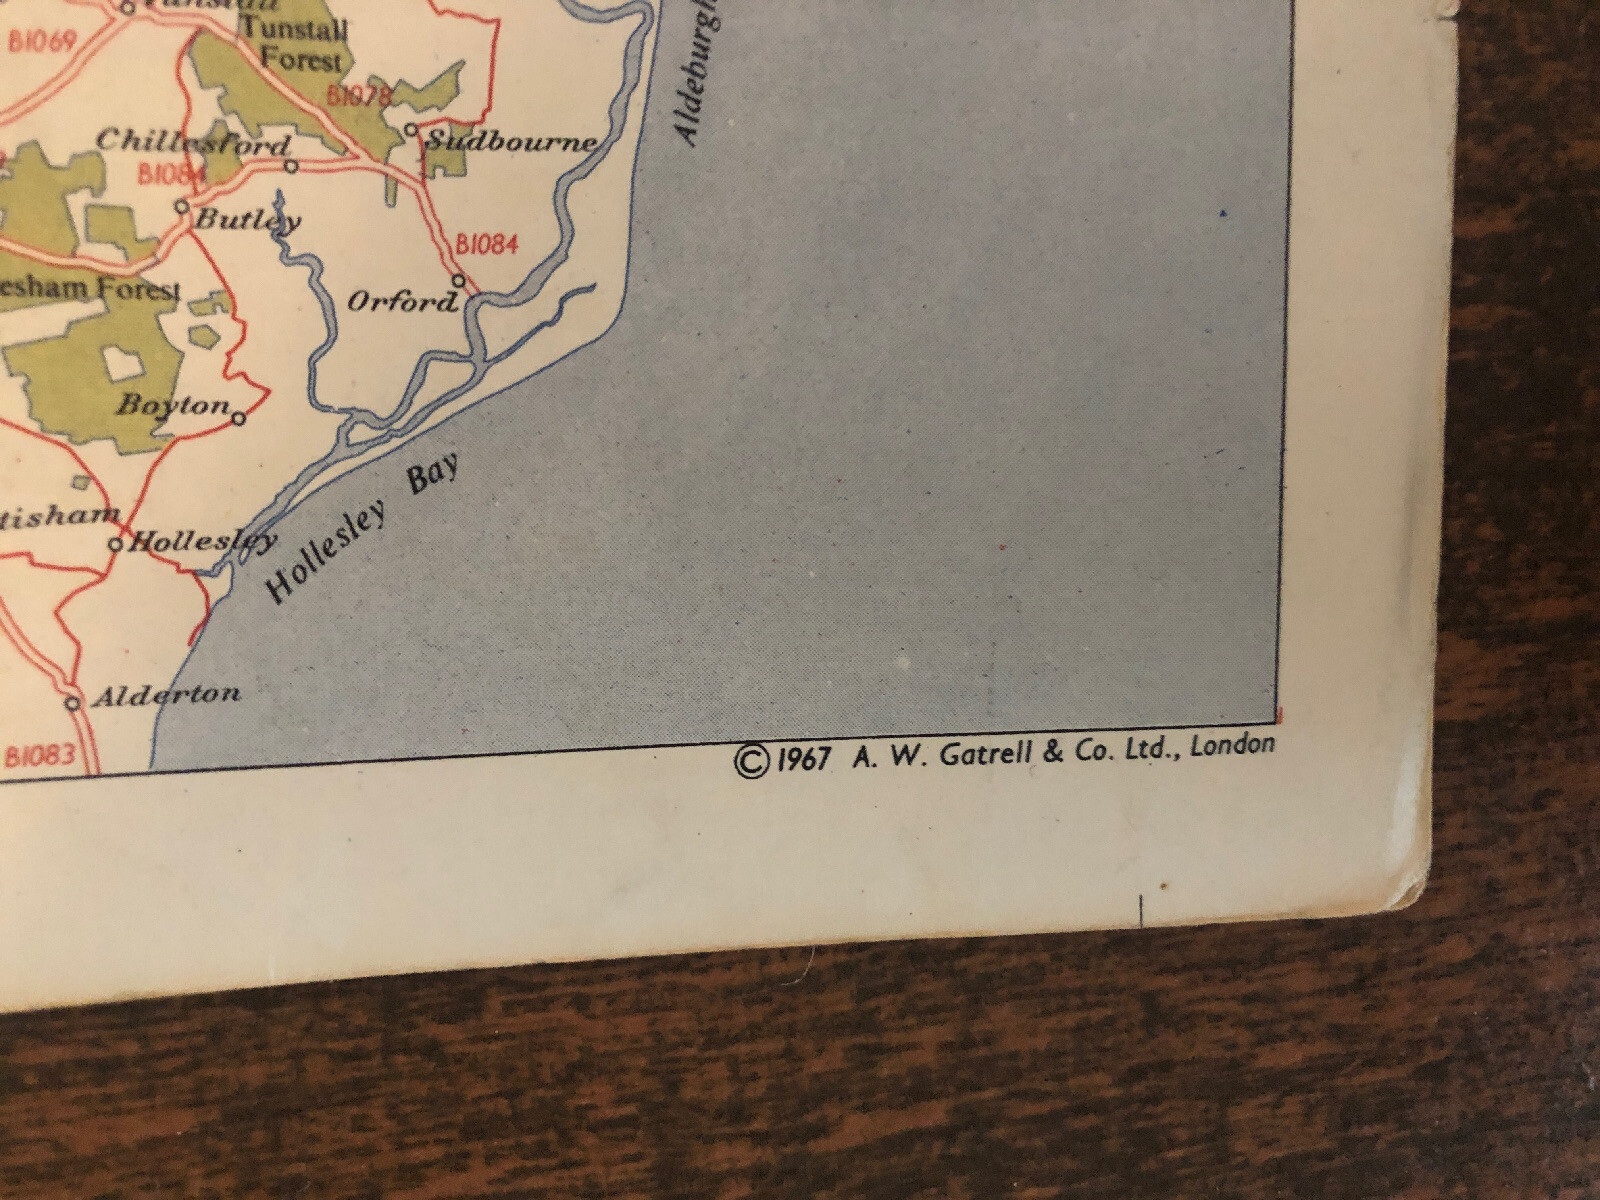 Tunstall
Tunstall
Forest
B1069
B1078
Aldeburgh
Chillesford
Sudbourne
B1084
Butley
B1084
esham Forest
Orford
Boyton
Hollesley Bay
tisham
Hollesley
Alderton
B1083
© 1967 A. W. Gatrell & Co. Ltd., London